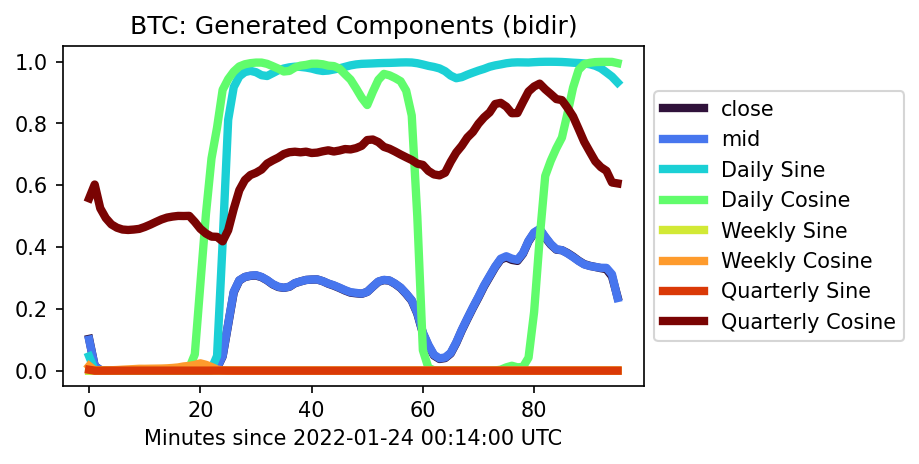 BTC: Generated Components (bidir)
1.0
0.8
0.6
0.4
0.2
0.0
0
20
40
60
80
Minutes since 2022-01-24 00:14:00 UTC
close
mid
Daily Sine
Daily Cosine
Weekly Sine
Weekly Cosine
Quarterly Sine
Quarterly Cosine